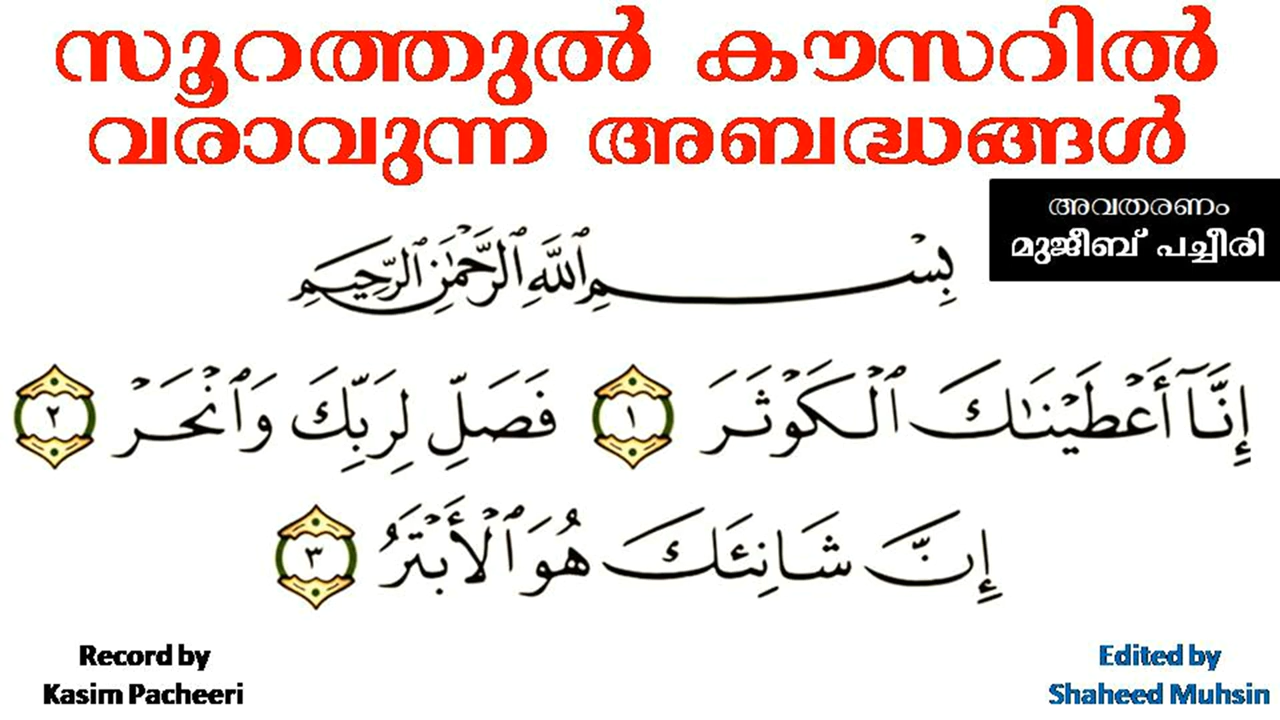 സൂറത്തുൽ കൗസറിൽ
വരാവുന്ന അബദ്ധങ്ങൾ
അവതരണം
മുജീബ് പച്ചീരി
بِسْــــمِ ٱللَّهِ ٱلرَّحْمَٰنِ ٱلرَّحِيمِ
إِنَّآ أَعْطَيْنَٰكَ ٱلْكَوْثَرَ ١ فَصَلِّ لِرَبِّكَ وَٱنْحَرْ ٢
إِنَّ شَانِئَكَ هُوَ ٱلْأَبْتَرُ ٣
Record by
Kasim Pacheeri
Edited by
Shaheed Muhsin